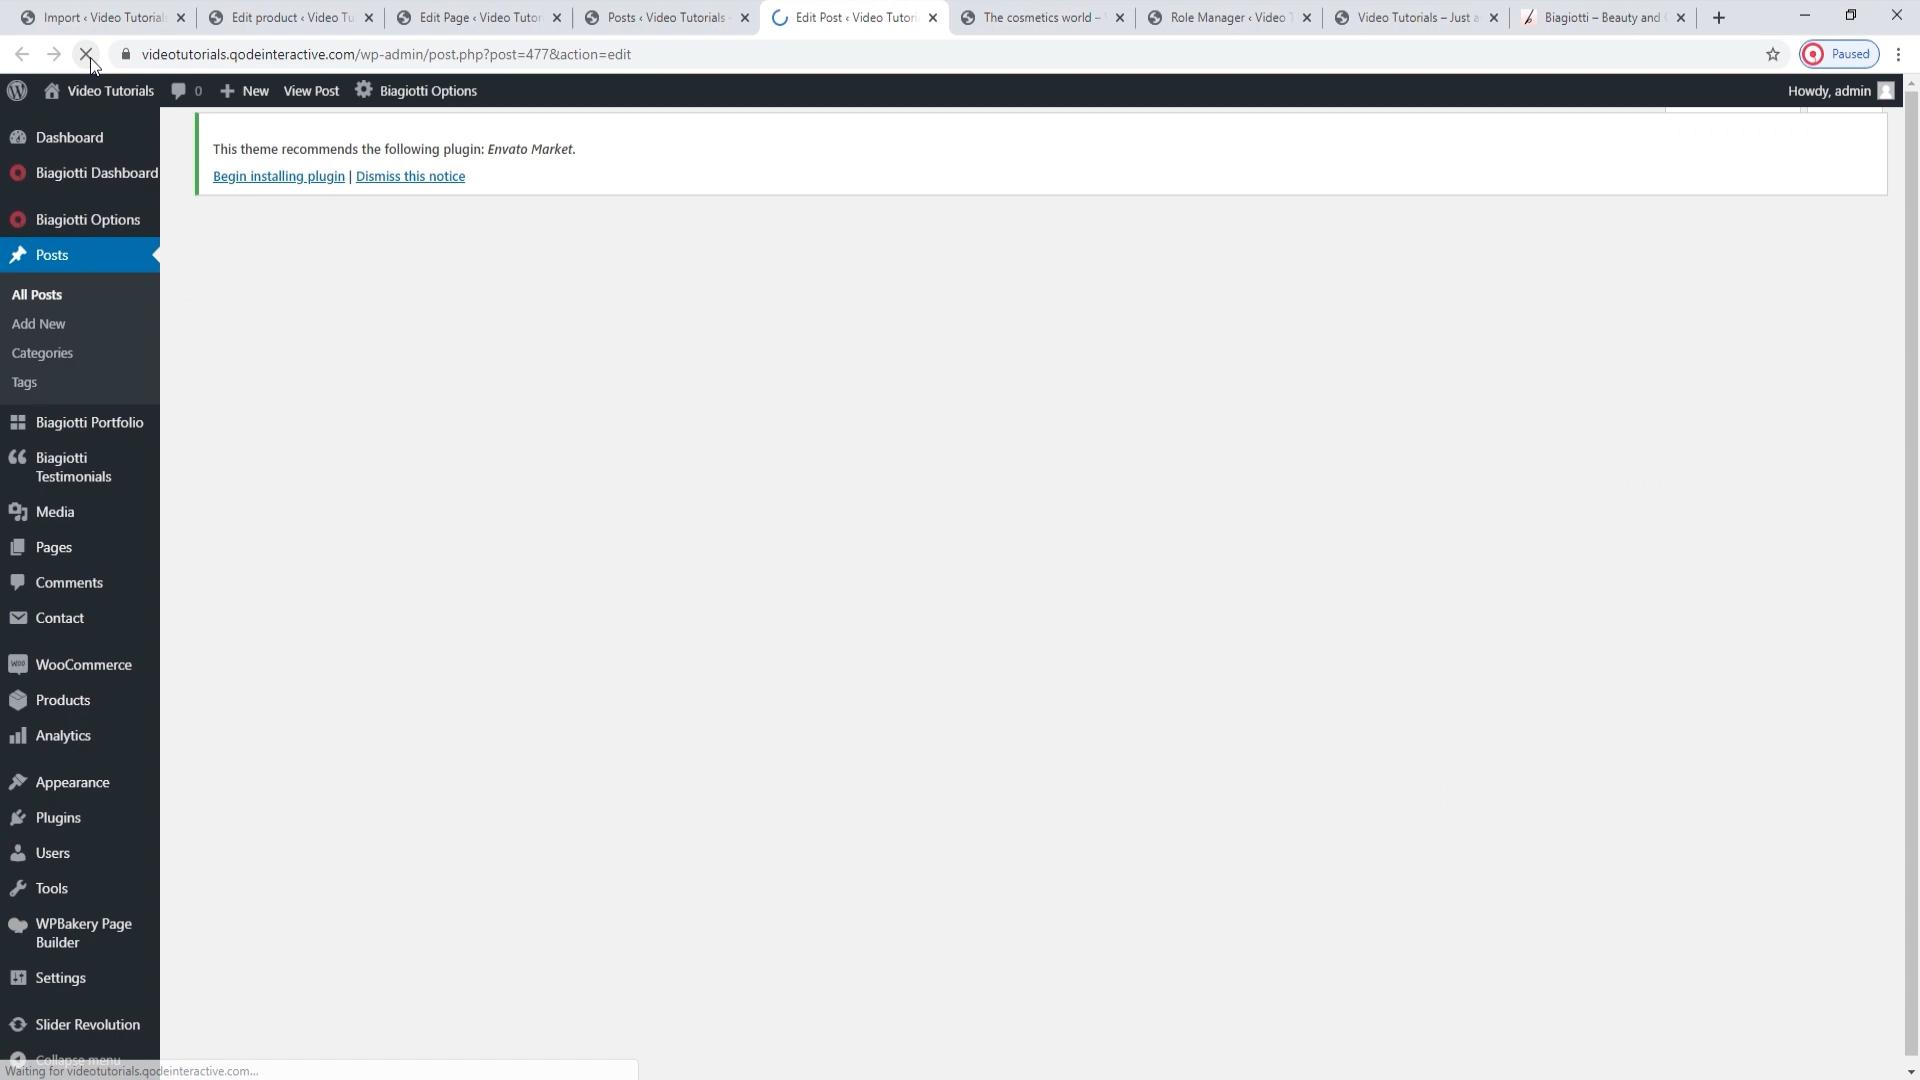 Import ‹ Video Tutorial
Edit product ‹ Video Tu
Edit Page ‹ Video Tutor
Posts ‹ Video Tutorials -
Edit Post ‹ Video Tutori
The cosmetics world –
Role Manager ‹ Video T
Video Tutorials – Just a
Biagiotti – Beauty and C
videotutorials.qodeinteractive.com/wp-admin/post.php?post=477&action=edit
Paused
Video Tutorials
0
New
View Post
Biagiotti Options
Howdy, admin
Dashboard
Biagiotti Dashboard
Biagiotti Options
Posts
All Posts
Add New
Categories
Tags
Biagiotti Portfolio
Biagiotti
Testimonials
Media
Pages
Comments
Contact
WooCommerce
Products
Analytics
Appearance
Plugins
Users
Tools
WPBakery Page
Builder
Settings
Slider Revolution
Collapse menu
This theme recommends the following plugin: Envato Market.
Begin installing plugin | Dismiss this notice
Waiting for videotutorials.qodeinteractive.com...